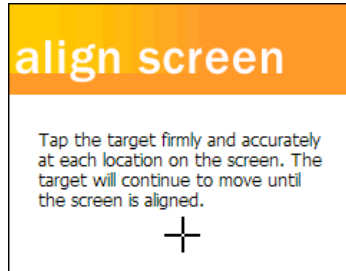 align screen
Tap the target firmly and accurately
at each location on the screen. The
target will continue to move until
the screen is aligned.